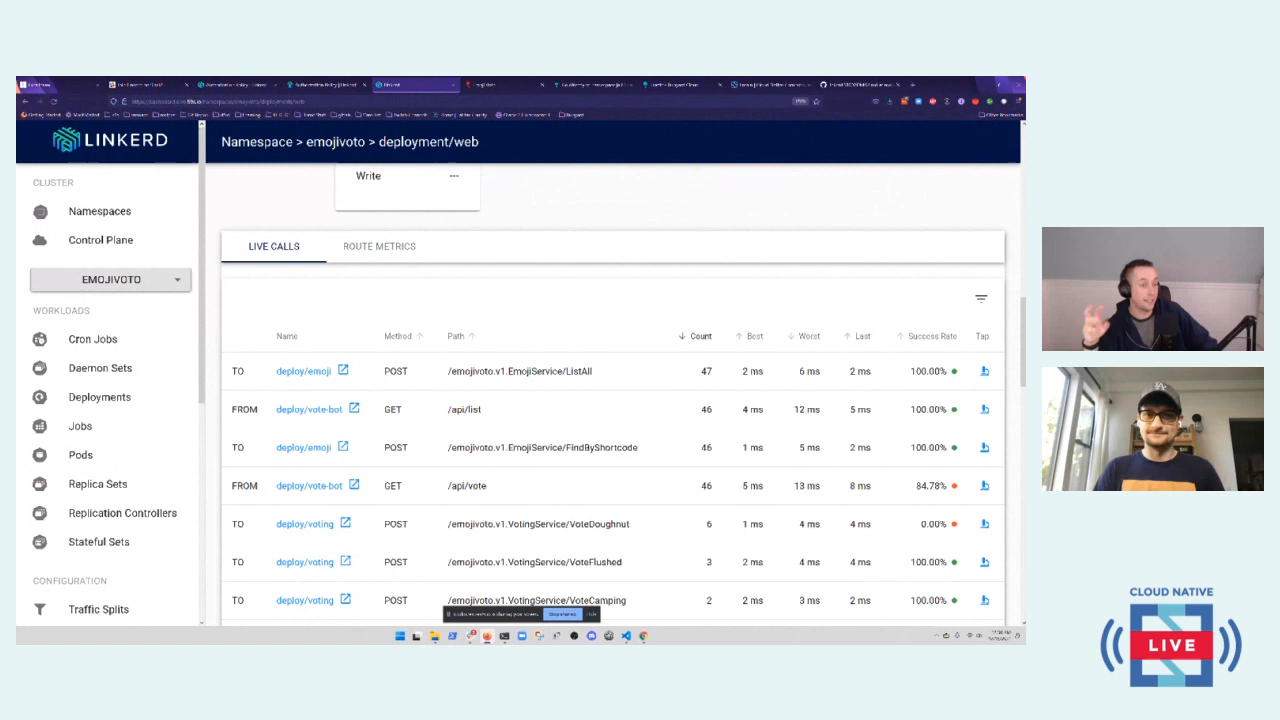 LINKERD
Namespace > emojivoto > deployment/web
CLUSTER
Namespaces
Control Plane
EMOJIVOTO
WORKLOADS
Cron Jobs
Daemon Sets
Deployments
Jobs
Pods
Replica Sets
Replication Controllers
Stateful Sets
CONFIGURATION
Traffic Splits
Write ---
LIVE CALLS ROUTE METRICS
Name Method Path Count Best Worst Last Success Rate Tap
TO deploy/emoji POST /emojivoto.v1.EmojiService/ListAll 47 2 ms 6 ms 2 ms 100.00%
FROM deploy/vote-bot GET /api/list 46 4 ms 12 ms 5 ms 100.00%
TO deploy/emoji POST /emojivoto.v1.EmojiService/FindByShortcode 46 1 ms 5 ms 2 ms 100.00%
FROM deploy/vote-bot GET /api/vote 46 5 ms 13 ms 8 ms 84.78%
TO deploy/voting POST /emojivoto.v1.VotingService/VoteDoughnut 6 1 ms 4 ms 4 ms 0.00%
TO deploy/voting POST /emojivoto.v1.VotingService/VoteFlushed 3 2 ms 4 ms 4 ms 100.00%
TO deploy/voting POST /emojivoto.v1.VotingService/VoteCamping 2 2 ms 3 ms 2 ms 100.00%
Stop sharing Hide
LA
CLOUD NATIVE
LIVE